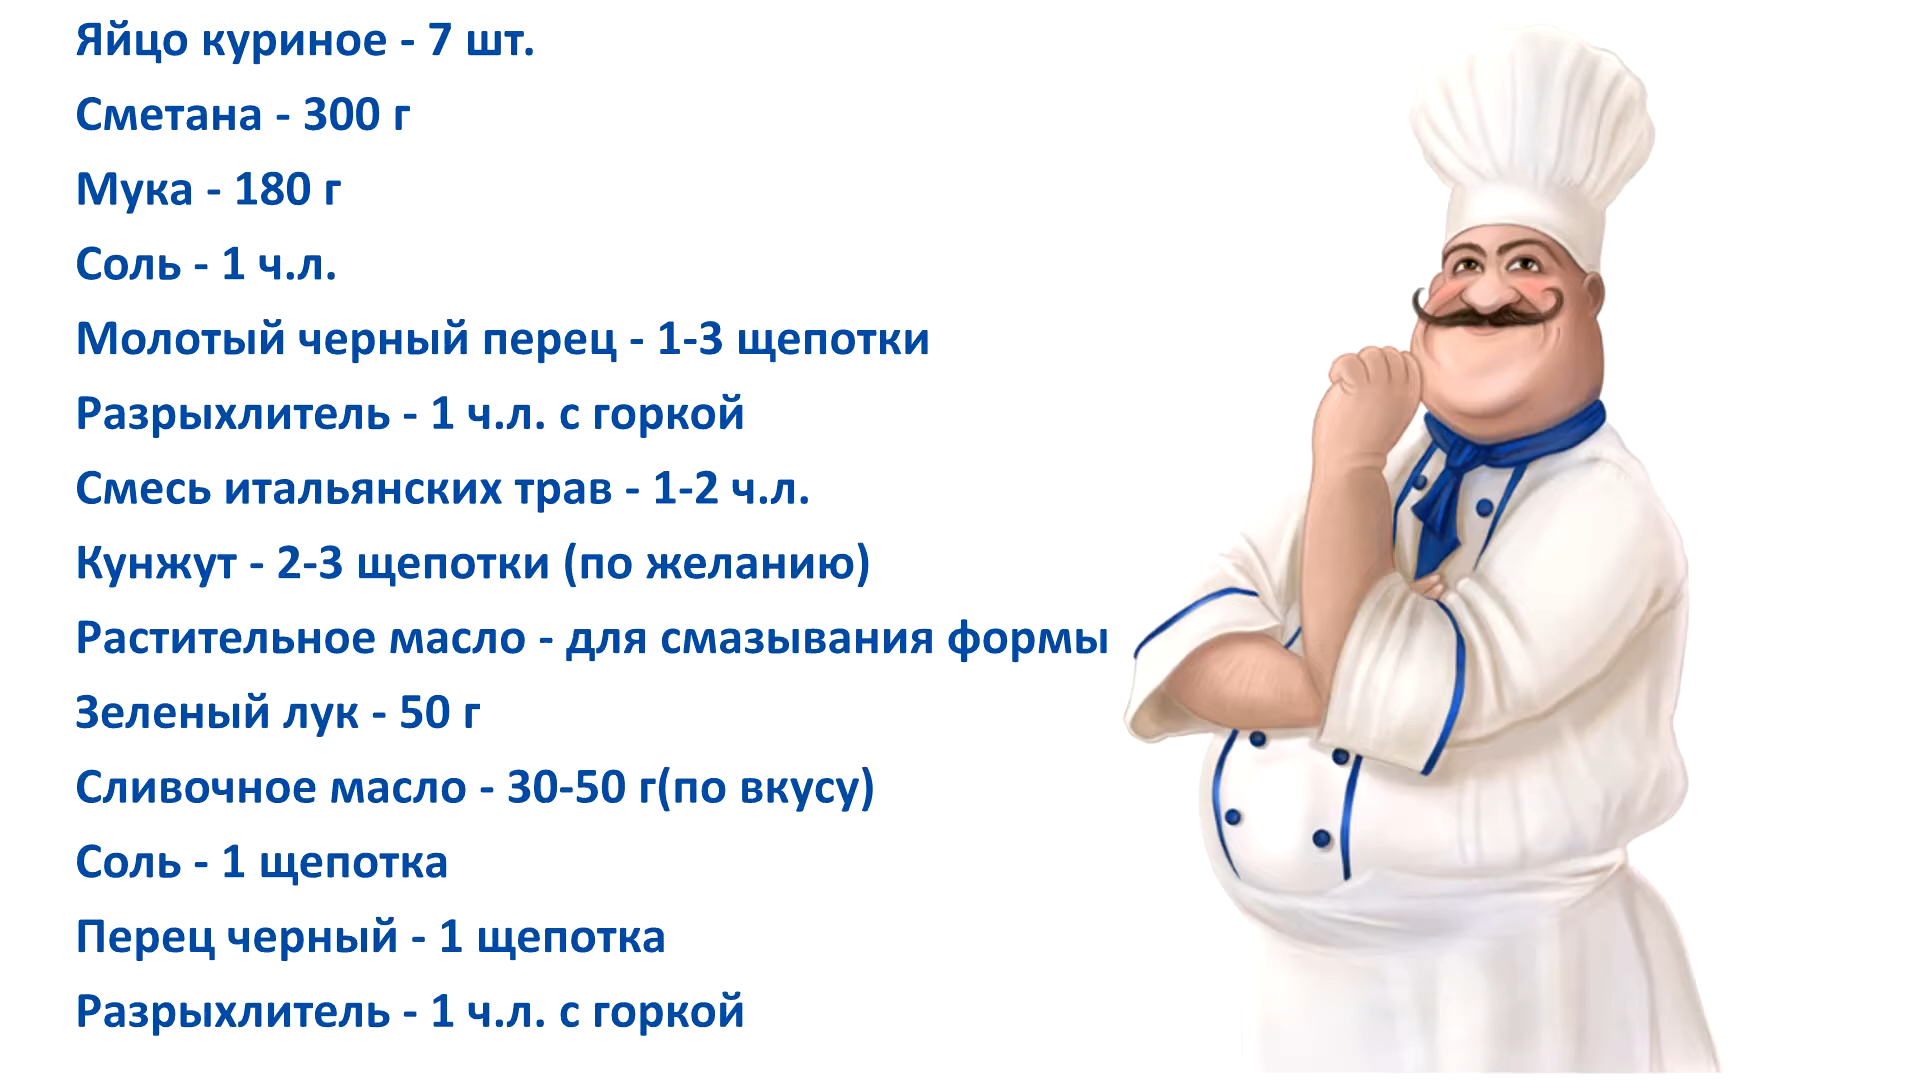 Яйцо куриное - 7 шт.
Сметана - 300 г
Мука - 180 г
Соль - 1 ч.л.
Молотый черный перец - 1-3 щепотки
Разрыхлитель - 1 ч.л. с горкой
Смесь итальянских трав - 1-2 ч.л.
Кунжут - 2-3 щепотки (по желанию)
Растительное масло - для смазывания формы
Зеленый лук - 50 г
Сливочное масло - 30-50 г(по вкусу)
Соль - 1 щепотка
Перец черный - 1 щепотка
Разрыхлитель - 1 ч.л. с горкой